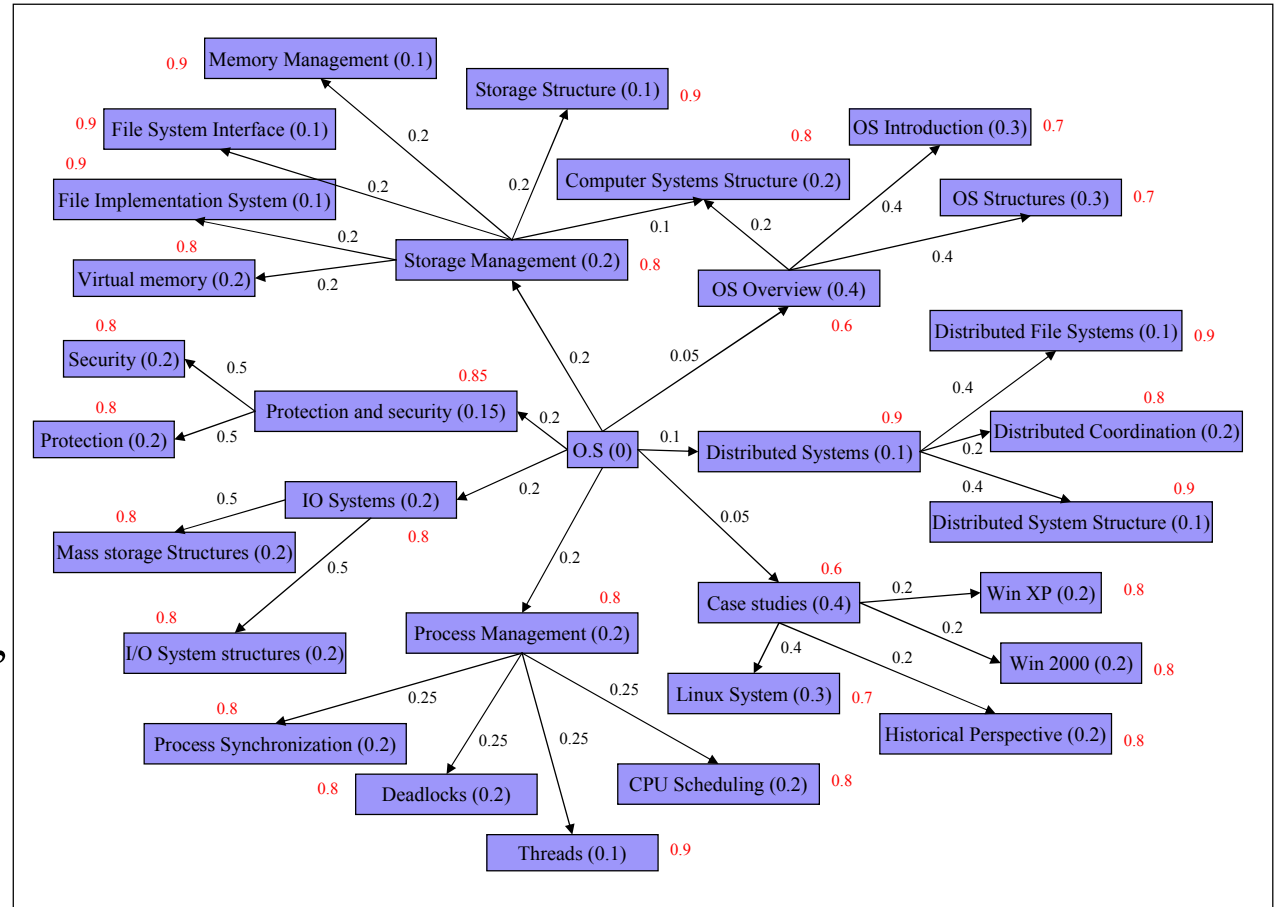 Memory Management (0.1)
0.9
Storage Structure (0.1)
0.9
0.9
File System Interface (0.1)
0.2
OS Introduction (0.3)
0.7
0.8
0.9
Computer Systems Structure (0.2)
0.2
0.2
File Implementation System (0.1)
0.4
OS Structures (0.3)
0.7
0.1
0.2
0.2
0.8
0.4
Storage Management (0.2)
0.8
Virtual memory (0.2)
0.2
OS Overview (0.4)
0.6
0.8
Distributed File Systems (0.1)
0.9
Security (0.2)
0.5
0.2
0.05
0.85
0.4
0.8
Protection and security (0.15)
0.9
0.8
Protection (0.2)
0.5
0.2
O.S (0)
0.1
Distributed Systems (0.1)
0.2
Distributed Coordination (0.2)
0.4
0.9
IO Systems (0.2)
0.2
0.5
0.8
0.8
0.05
Distributed System Structure (0.1)
Mass storage Structures (0.2)
0.5
0.2
0.6
0.8
0.8
Case studies (0.4)
0.2
Win XP (0.2)
0.8
Process Management (0.2)
0.2
,
I/O System structures (0.2)
0.4
0.2
Win 2000 (0.2)
0.8
Linux System (0.3)
0.7
0.8
0.25
0.25
Historical Perspective (0.2)
0.8
Process Synchronization (0.2)
0.25
0.25
0.8
Deadlocks (0.2)
CPU Scheduling (0.2)
0.8
Threads (0.1)
0.9